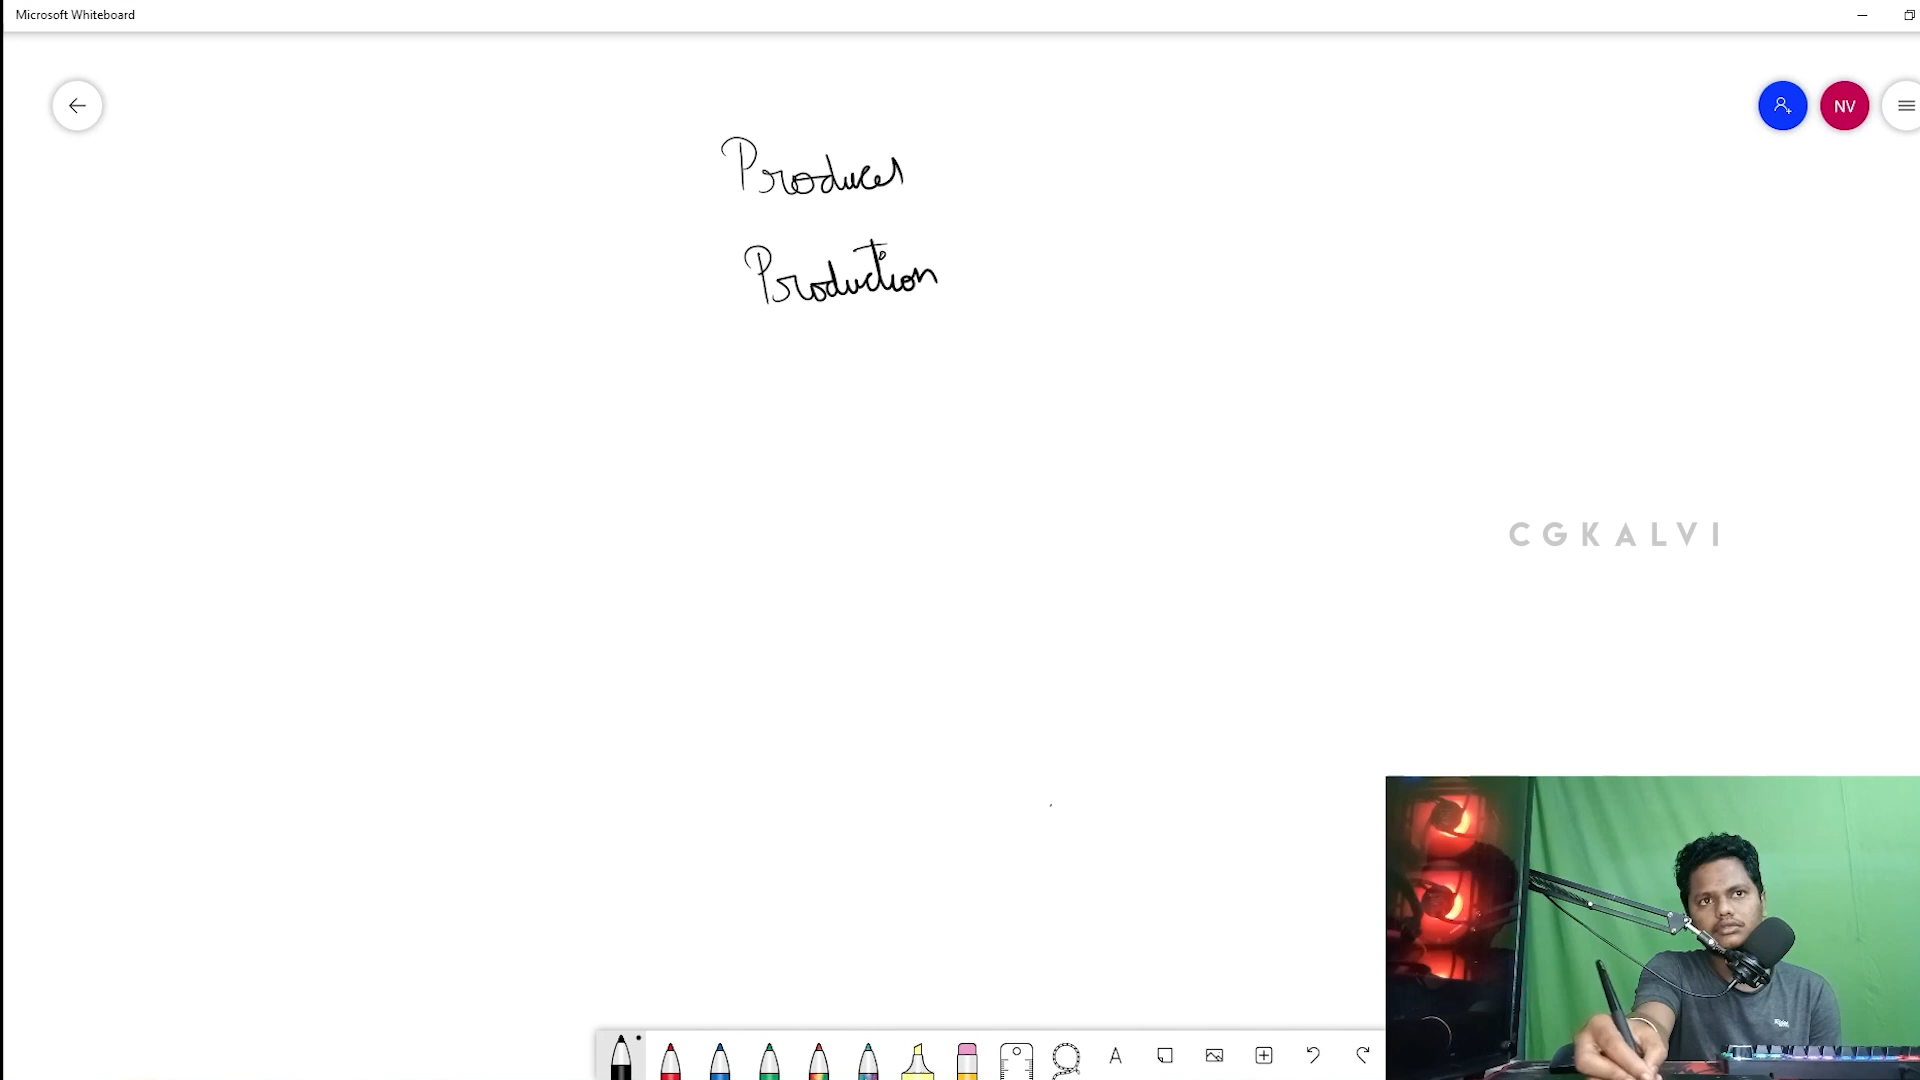 Microsoft Whiteboard
NV
Producer
Production
CGKALVI